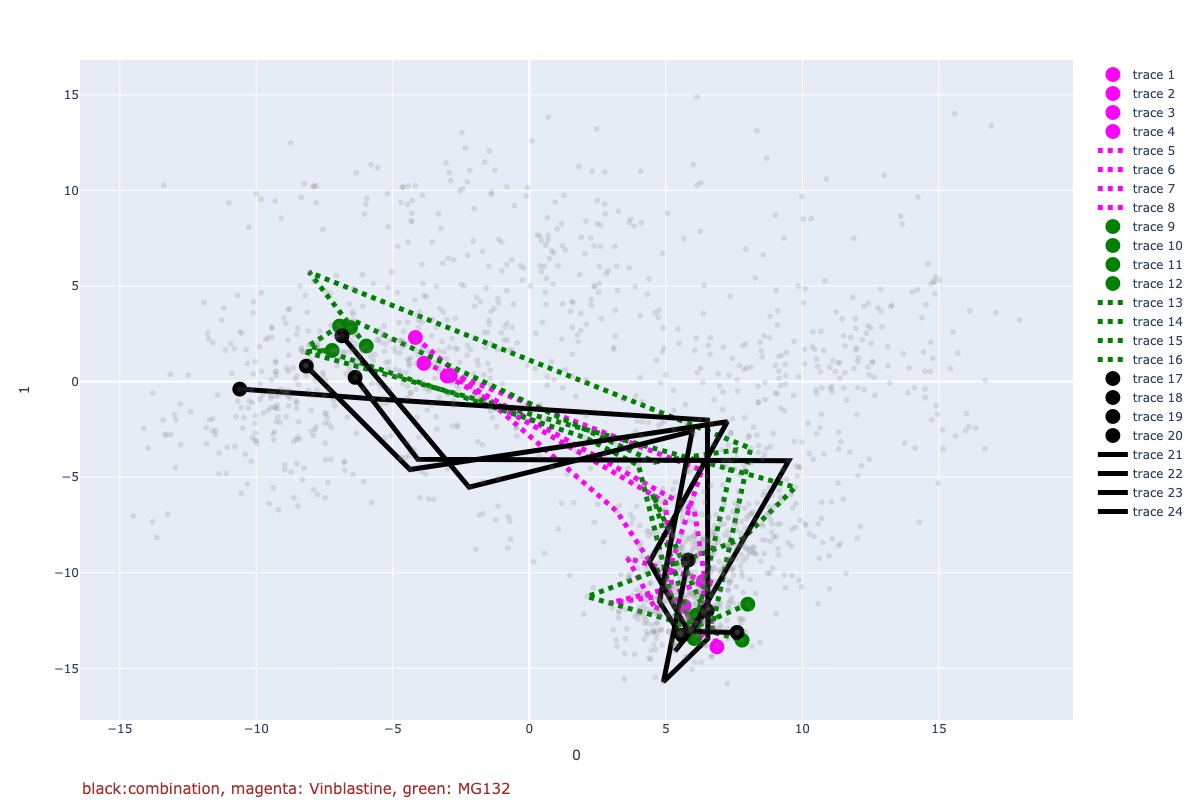 15
10
5
0
−5
−10
−15
1
−15
−10
−5
0
5
10
15
0
trace 1
trace 2
trace 3
trace 4
trace 5
trace 6
trace 7
trace 8
trace 9
trace 10
trace 11
trace 12
trace 13
trace 14
trace 15
trace 16
trace 17
trace 18
trace 19
trace 20
trace 21
trace 22
trace 23
trace 24
black:combination, magenta: Vinblastine, green: MG132